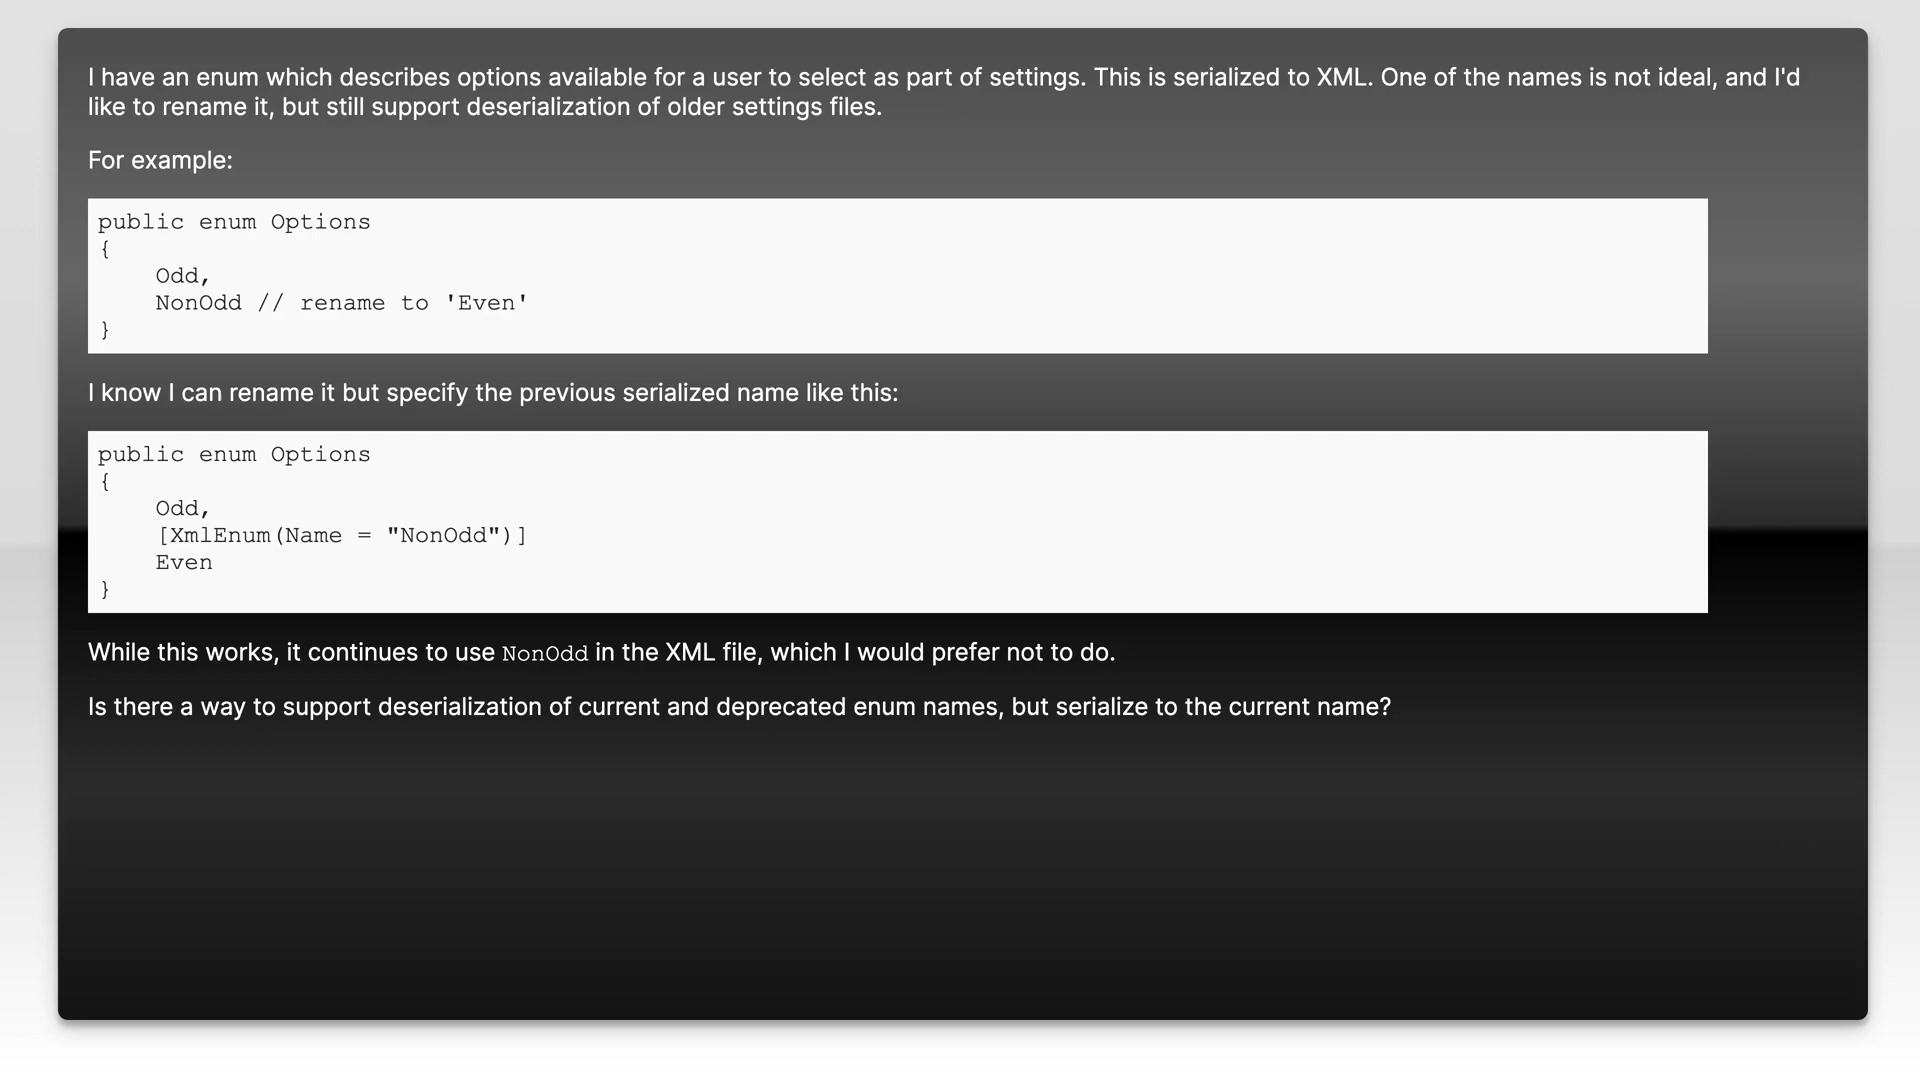 I have an enum which describes options available for a user to select as part of settings. This is serialized to XML. One of the names is not ideal, and I'd
like to rename it, but still support deserialization of older settings files.
For example:
public enum Options
{
    Odd,
    NonOdd // rename to 'Even'
}
I know I can rename it but specify the previous serialized name like this:
public enum Options
{
    Odd,
    [XmlEnum(Name = "NonOdd")]
    Even
}
While this works, it continues to use NonOdd in the XML file, which I would prefer not to do.
Is there a way to support deserialization of current and deprecated enum names, but serialize to the current name?